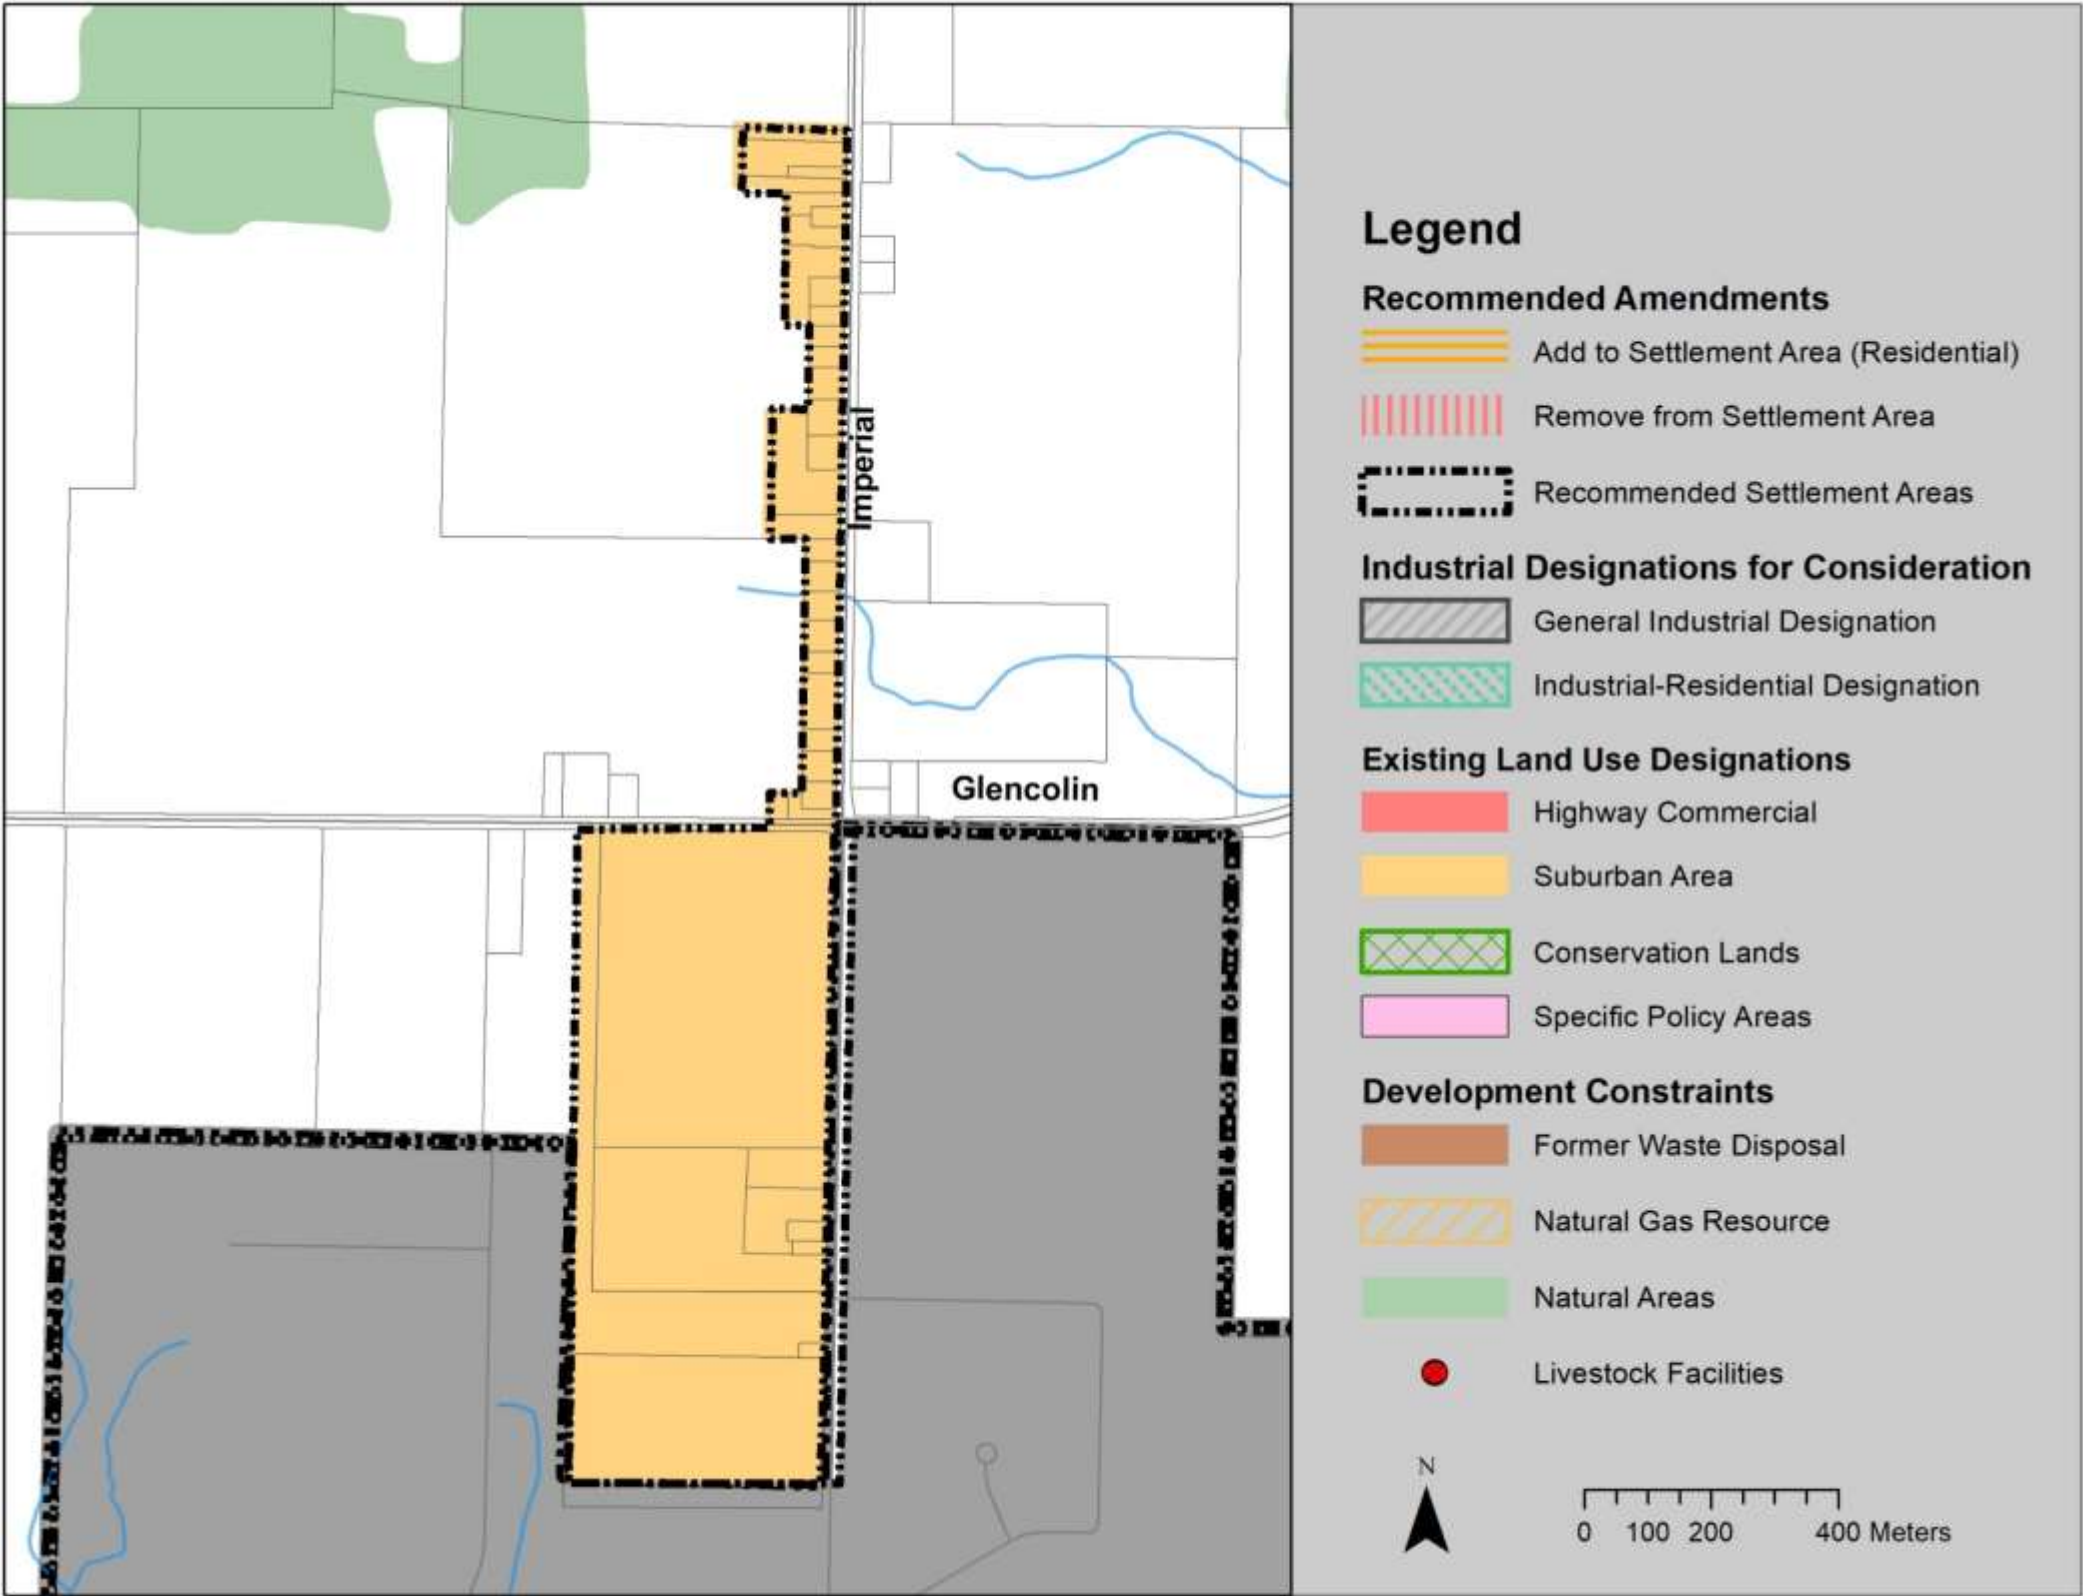 Imperial
Glencolin
Legend
Recommended Amendments
Add to Settlement Area (Residential)
Remove from Settlement Area
Recommended Settlement Areas
Industrial Designations for Consideration
General Industrial Designation
Industrial-Residential Designation
Existing Land Use Designations
Highway Commercial
Suburban Area
Conservation Lands
Specific Policy Areas
Development Constraints
Former Waste Disposal
Natural Gas Resource
Natural Areas
Livestock Facilities
N
0 100 200 400 Meters